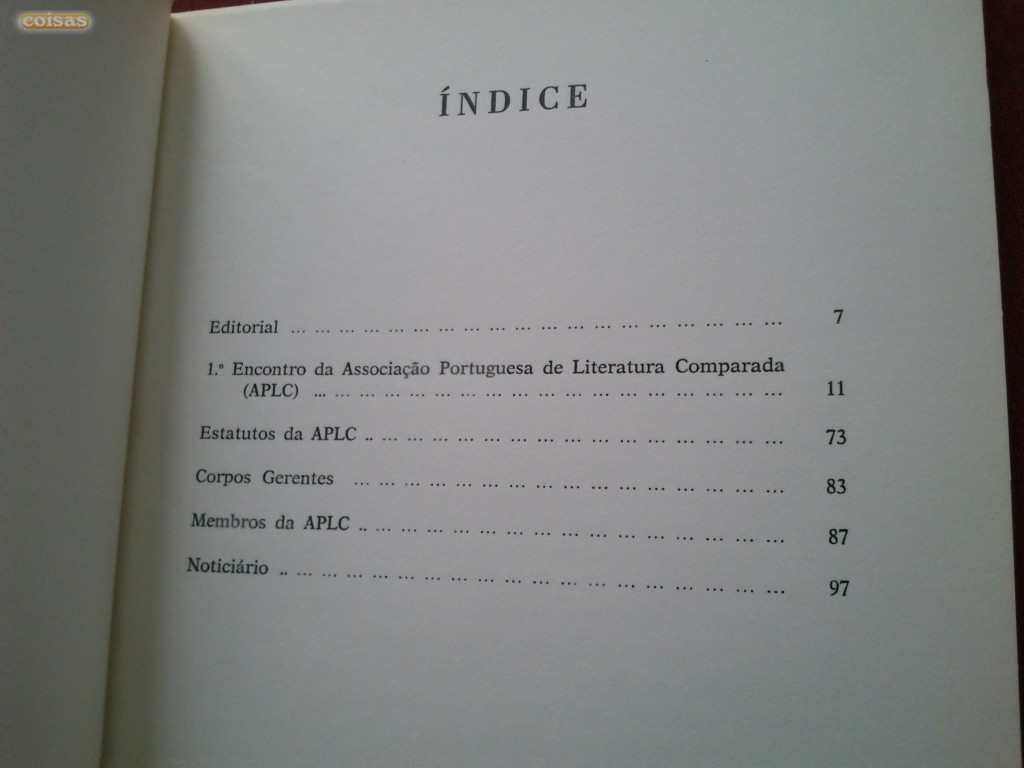 coisas
ÍNDICE
Editorial ... ... ... ... ... ... ... ... ... ... ... ... ... ... ... ... ... ... ... ... 7
1.º Encontro da Associação Portuguesa de Literatura Comparada
(APLC) ... ... ... ... ... ... ... ... ... ... ... ... ... ... ... ... ... ... ... 11
Estatutos da APLC .. ... ... ... ... ... ... ... ... ... ... ... ... ... ... ... ... 73
Corpos Gerentes ... ... ... ... ... ... ... ... ... ... ... ... ... ... ... ... ... 83
Membros da APLC .. ... ... ... ... ... ... ... ... ... ... ... ... ... ... ... ... 87
Noticiário .. ... ... ... ... ... ... ... ... ... ... ... ... ... ... ... ... ... ... ... ... 97